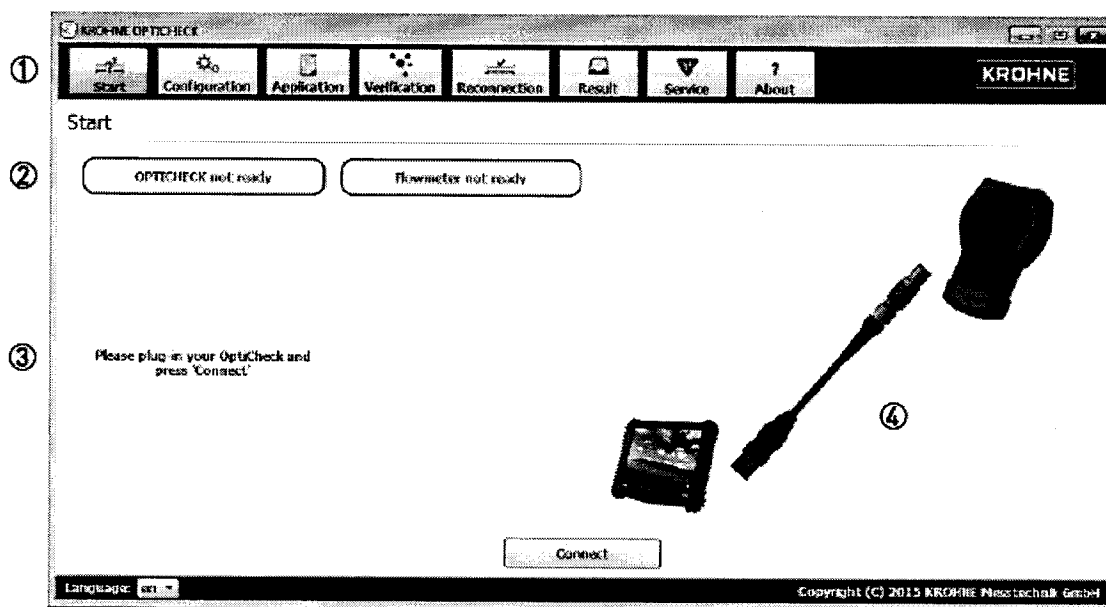 KROHNE OPTICHECK
①
Start Configuration Application Verification Reconnection Result Service About
KROHNE
Start
②
OPTICHECK not ready
Flowmeter not ready
③
Please plug-in your OptiCheck and
press 'Connect'
④
Connect
Language: en
Copyright (C) 2015 KROHNE Messtechnik GmbH